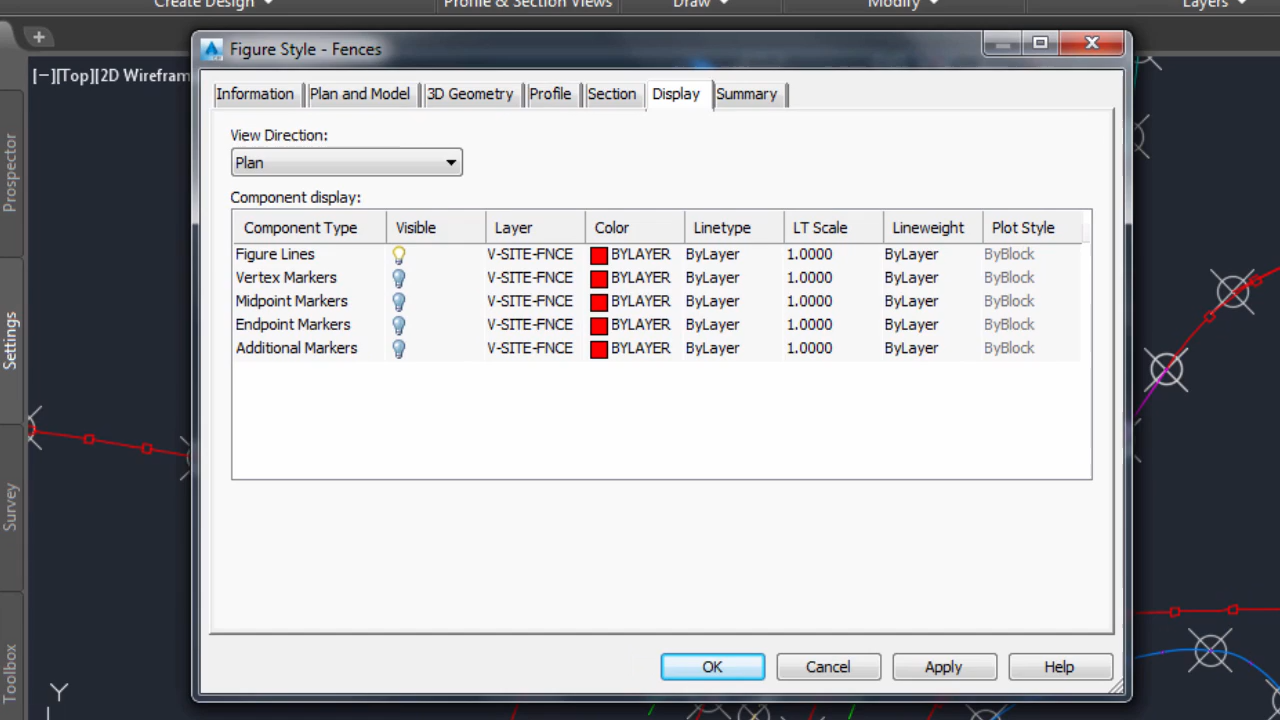 Create Design
Profile & Section Views
Draw
Modify
Layers
+
Figure Style - Fences
[−][Top][2D Wirefram
Information
Plan and Model
3D Geometry
Profile
Section
Display
Summary
View Direction:
Plan
Component display:
Component Type Visible Layer Color Linetype LT Scale Lineweight Plot Style
Figure Lines V-SITE-FNCE BYLAYER ByLayer 1.0000 ByLayer ByBlock
Vertex Markers V-SITE-FNCE BYLAYER ByLayer 1.0000 ByLayer ByBlock
Midpoint Markers V-SITE-FNCE BYLAYER ByLayer 1.0000 ByLayer ByBlock
Endpoint Markers V-SITE-FNCE BYLAYER ByLayer 1.0000 ByLayer ByBlock
Additional Markers V-SITE-FNCE BYLAYER ByLayer 1.0000 ByLayer ByBlock
OK
Cancel
Apply
Help
Prospector
Settings
Survey
Toolbox
Y